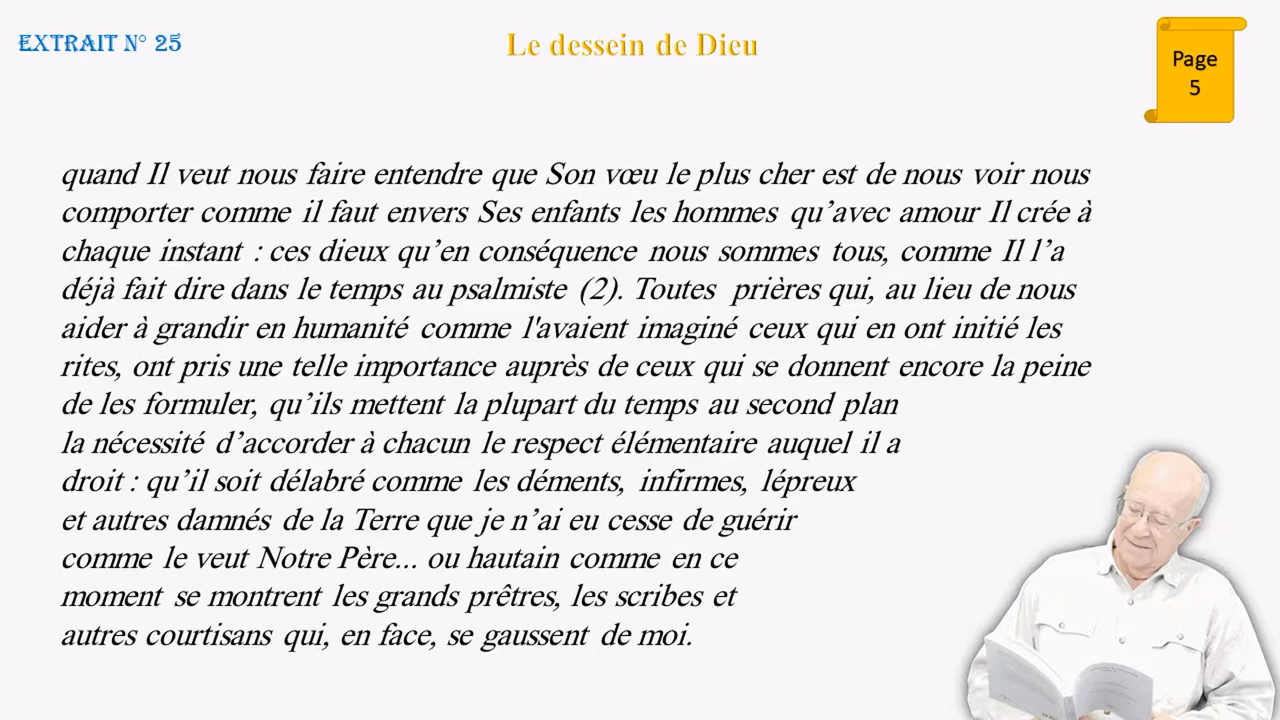 EXTRAIT N° 25
Le dessein de Dieu
Page
5
quand Il veut nous faire entendre que Son vœu le plus cher est de nous voir nous
comporter comme il faut envers Ses enfants les hommes qu’avec amour Il crée à
chaque instant : ces dieux qu’en conséquence nous sommes tous, comme Il l’a
déjà fait dire dans le temps au psalmiste (2). Toutes prières qui, au lieu de nous
aider à grandir en humanité comme l'avaient imaginé ceux qui en ont initié les
rites, ont pris une telle importance auprès de ceux qui se donnent encore la peine
de les formuler, qu’ils mettent la plupart du temps au second plan
la nécessité d’accorder à chacun le respect élémentaire auquel il a
droit : qu’il soit délabré comme les déments, infirmes, lépreux
et autres damnés de la Terre que je n’ai eu cesse de guérir
comme le veut Notre Père... ou hautain comme en ce
moment se montrent les grands prêtres, les scribes et
autres courtisans qui, en face, se gaussent de moi.